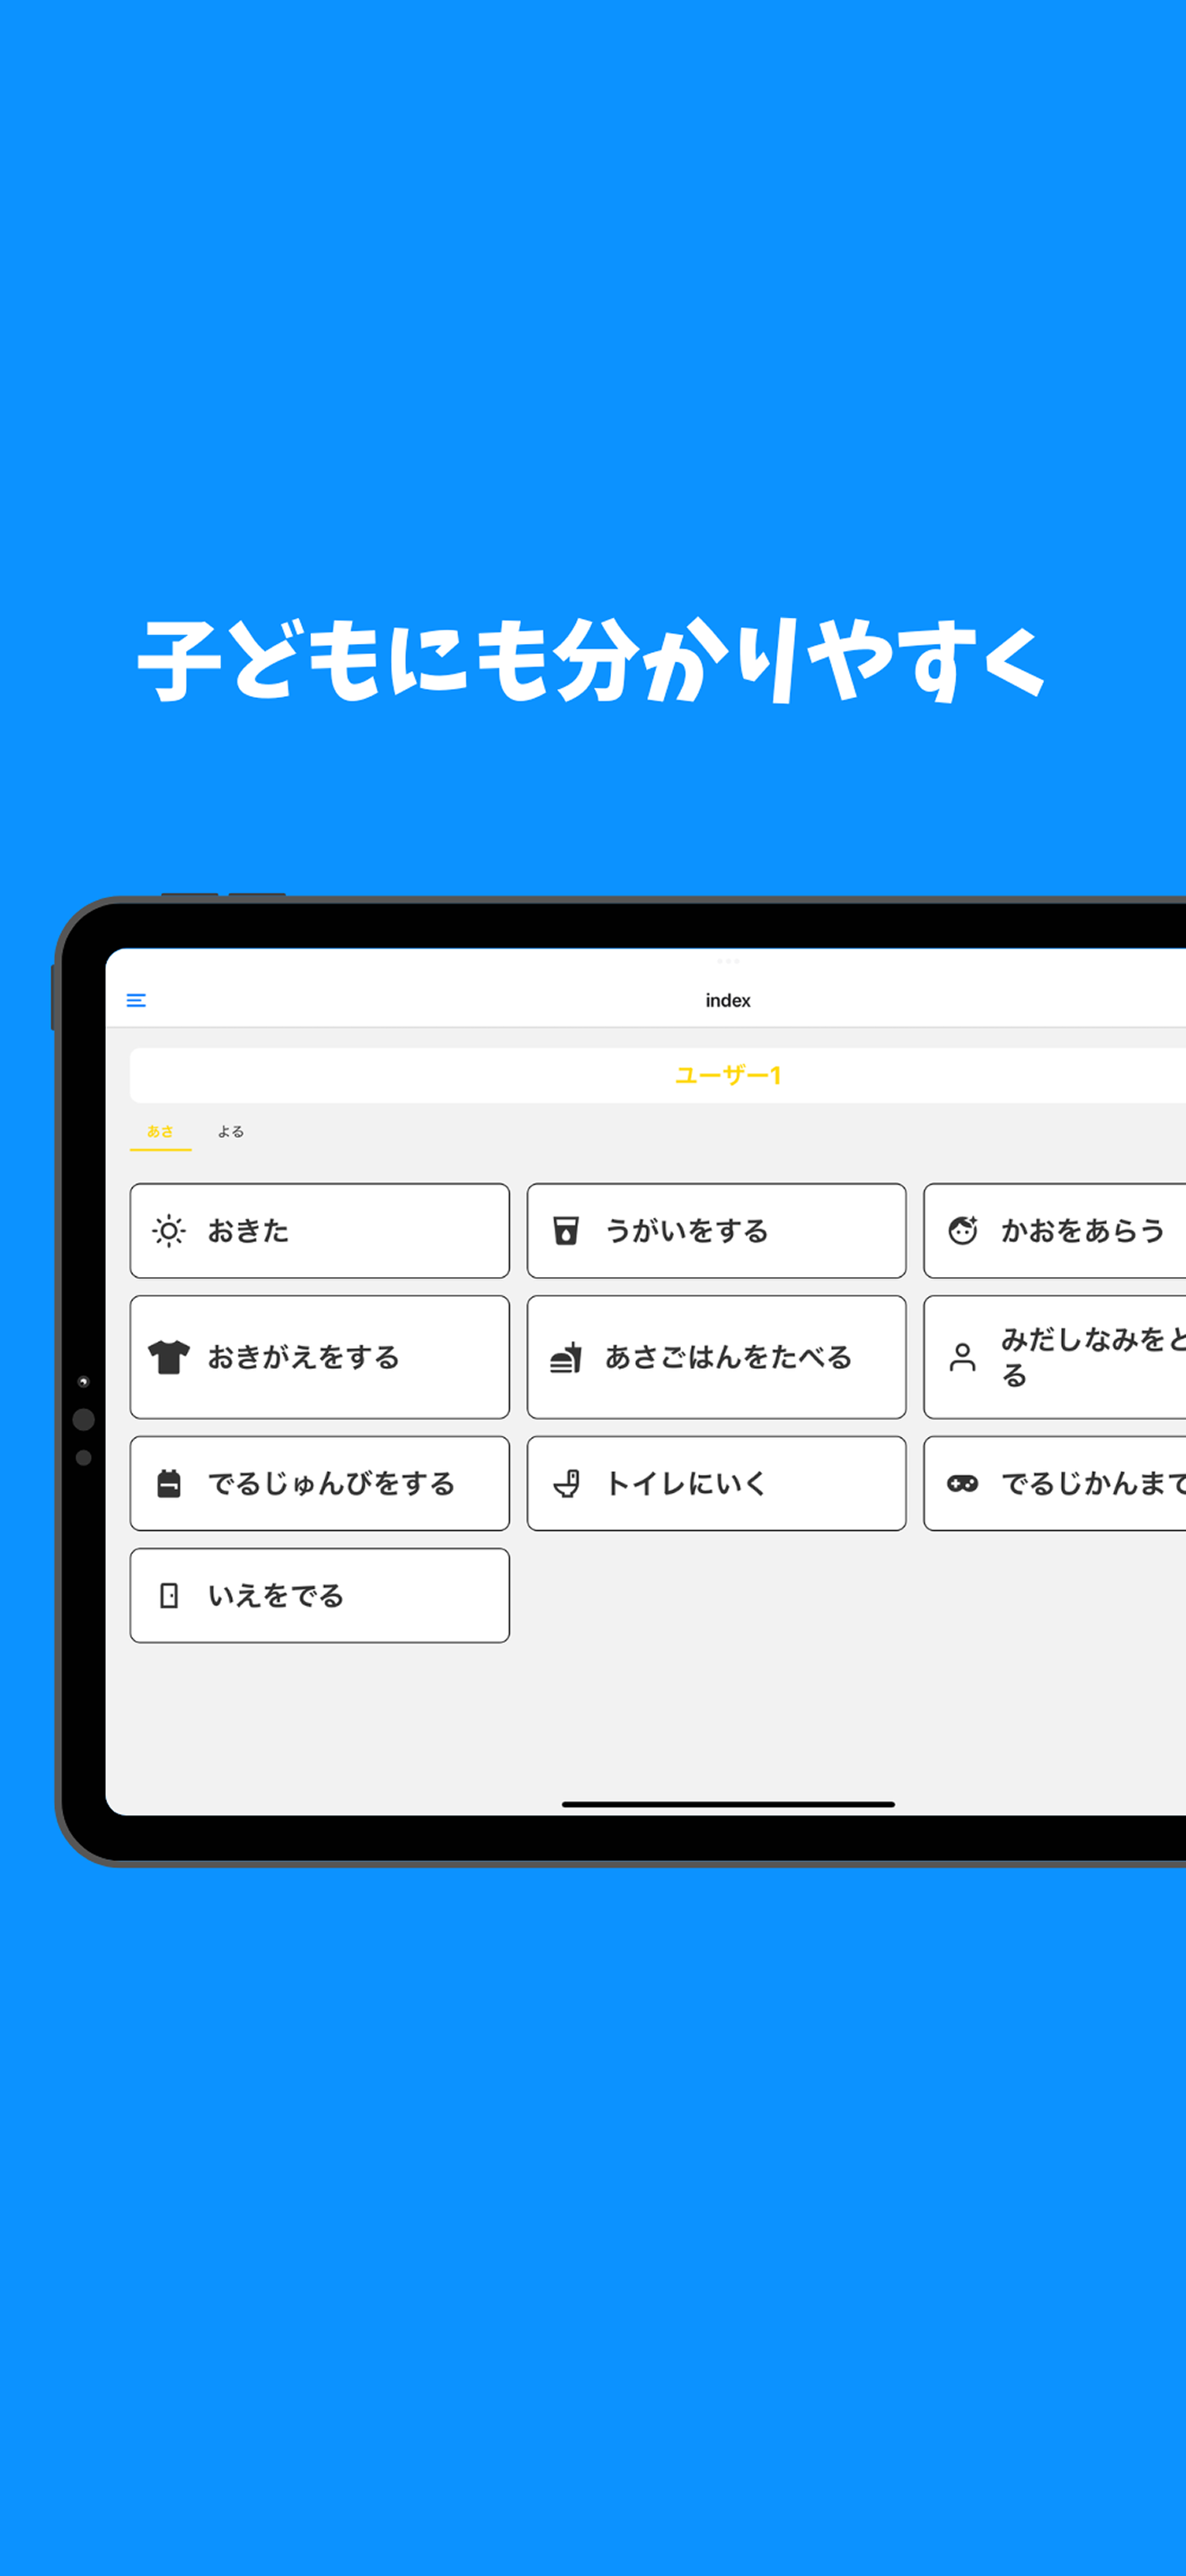 子どもにも分かりやすく
index
ユーザー1
あさ よる
おきた うがいをする かおをあらう
おきがえをする あさごはんをたべる みだしなみをと
る
でるじゅんびをする トイレにいく でるじかんまで
いえをでる